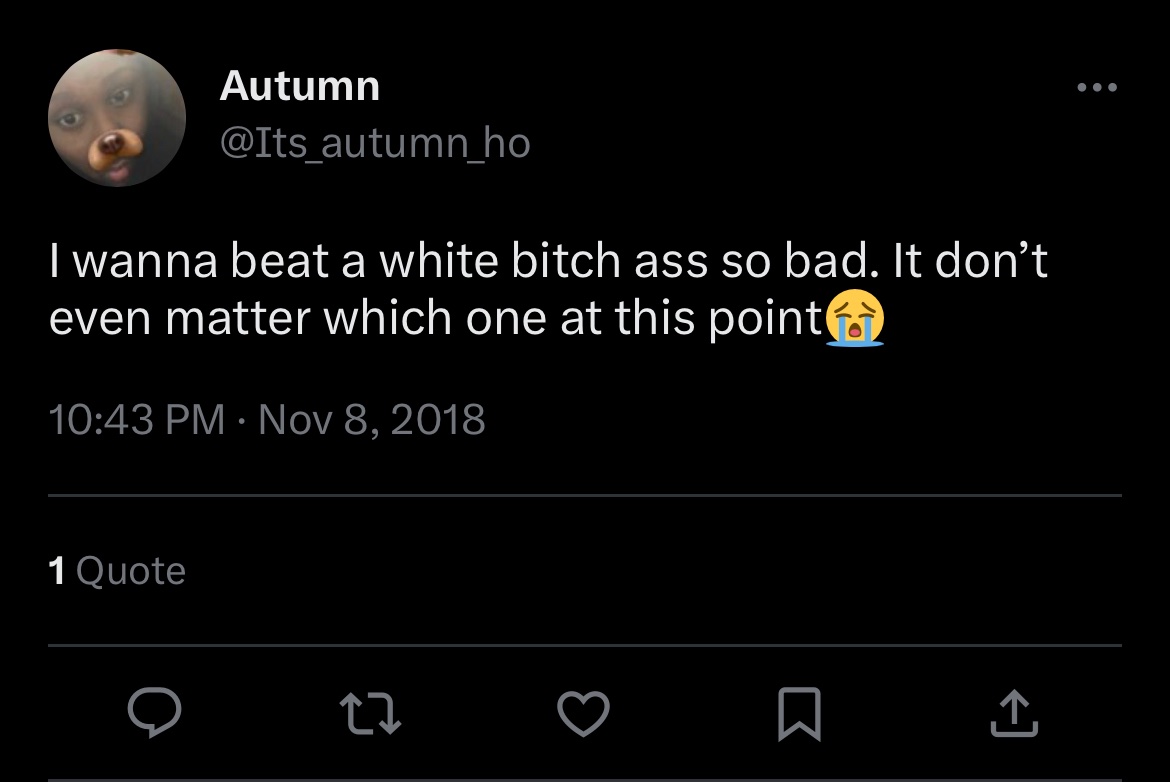 Autumn
@Its_autumn_ho
I wanna beat a white bitch ass so bad. It don’t
even matter which one at this point😭
10:43 PM · Nov 8, 2018
1 Quote